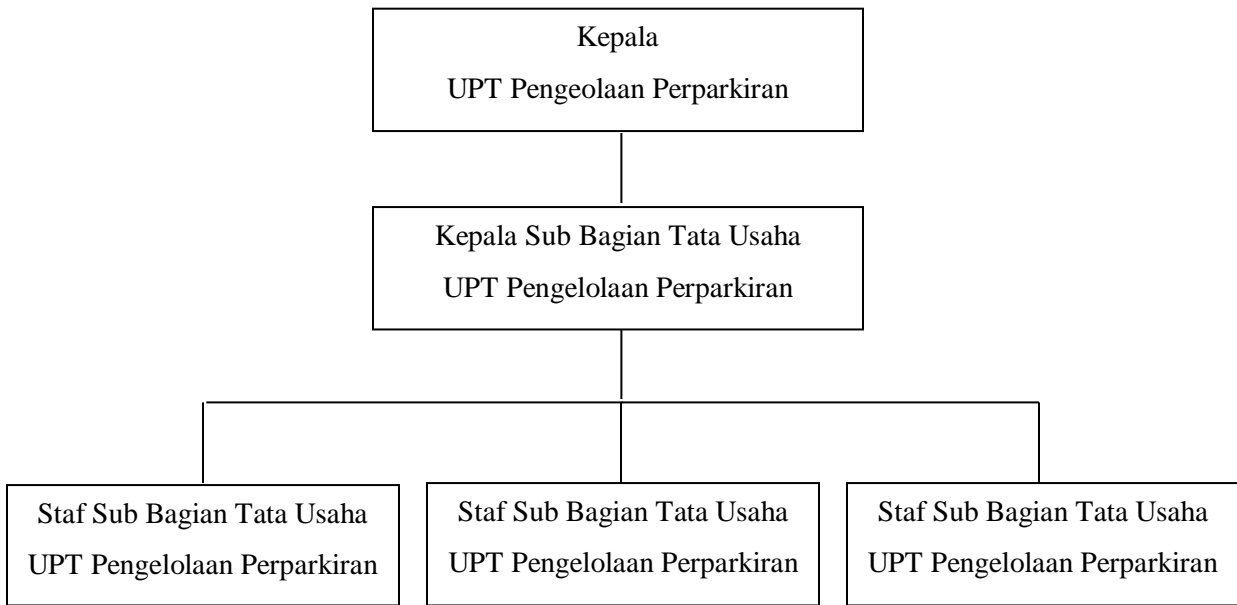 Kepala
UPT Pengeolaan Perparkiran
Kepala Sub Bagian Tata Usaha
UPT Pengelolaan Perparkiran
Staf Sub Bagian Tata Usaha
UPT Pengelolaan Perparkiran
Staf Sub Bagian Tata Usaha
UPT Pengelolaan Perparkiran
Staf Sub Bagian Tata Usaha
UPT Pengelolaan Perparkiran